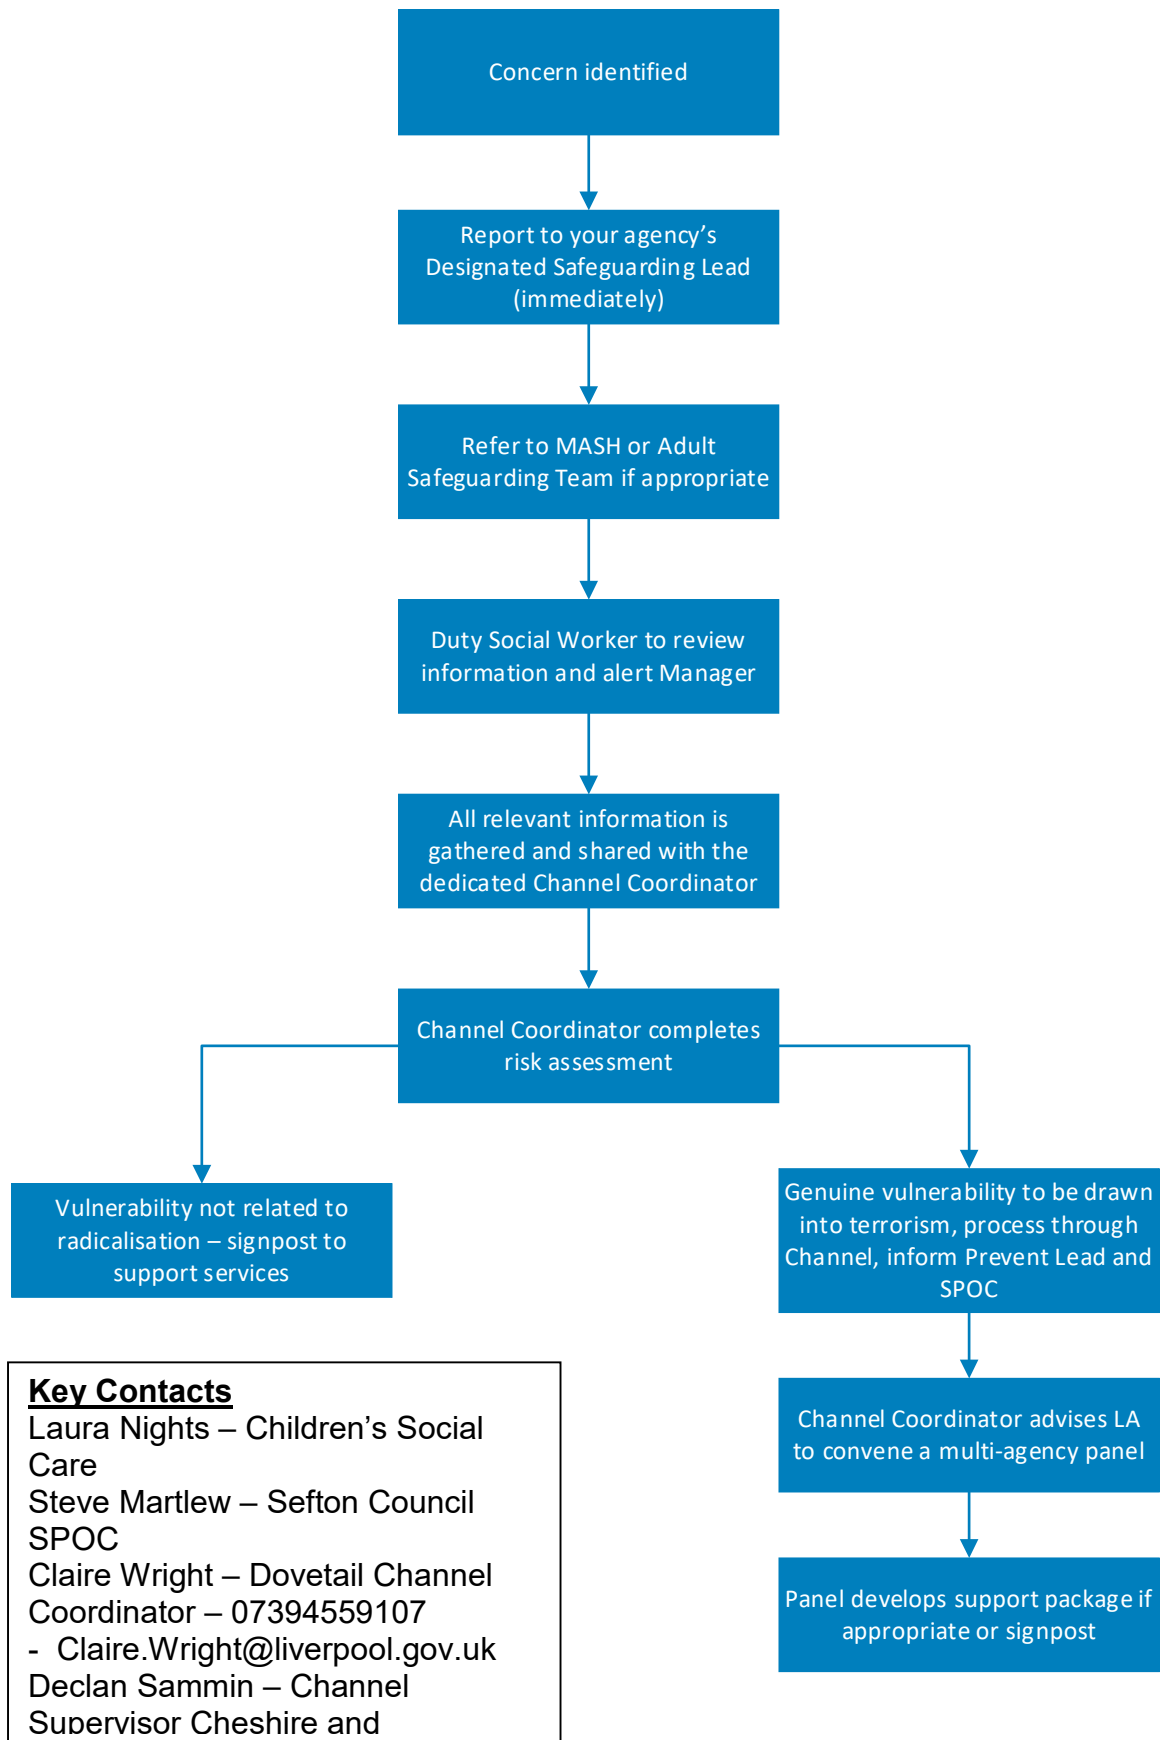 Concern identified
Report to your agency’s
Designated Safeguarding Lead
(immediately)
Refer to MASH or Adult
Safeguarding Team if appropriate
Duty Social Worker to review
information and alert Manager
All relevant information is
gathered and shared with the
dedicated Channel Coordinator
Channel Coordinator completes
risk assessment
Vulnerability not related to
radicalisation – signpost to
support services
Genuine vulnerability to be drawn
into terrorism, process through
Channel, inform Prevent Lead and
SPOC
Channel Coordinator advises LA
to convene a multi-agency panel
Panel develops support package if
appropriate or signpost
Key Contacts
Laura Nights – Children’s Social
Care
Steve Martlew – Sefton Council
SPOC
Claire Wright – Dovetail Channel
Coordinator – 07394559107
- Claire.Wright@liverpool.gov.uk
Declan Sammin – Channel
Supervisor Cheshire and